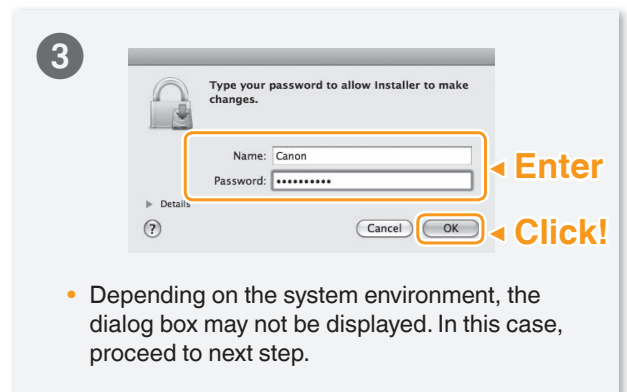 3
Type your password to allow Installer to make
changes.
Name: Canon
Password: ••••••••••
Enter
Details
? Cancel OK
Click!
• Depending on the system environment, the
dialog box may not be displayed. In this case,
proceed to next step.